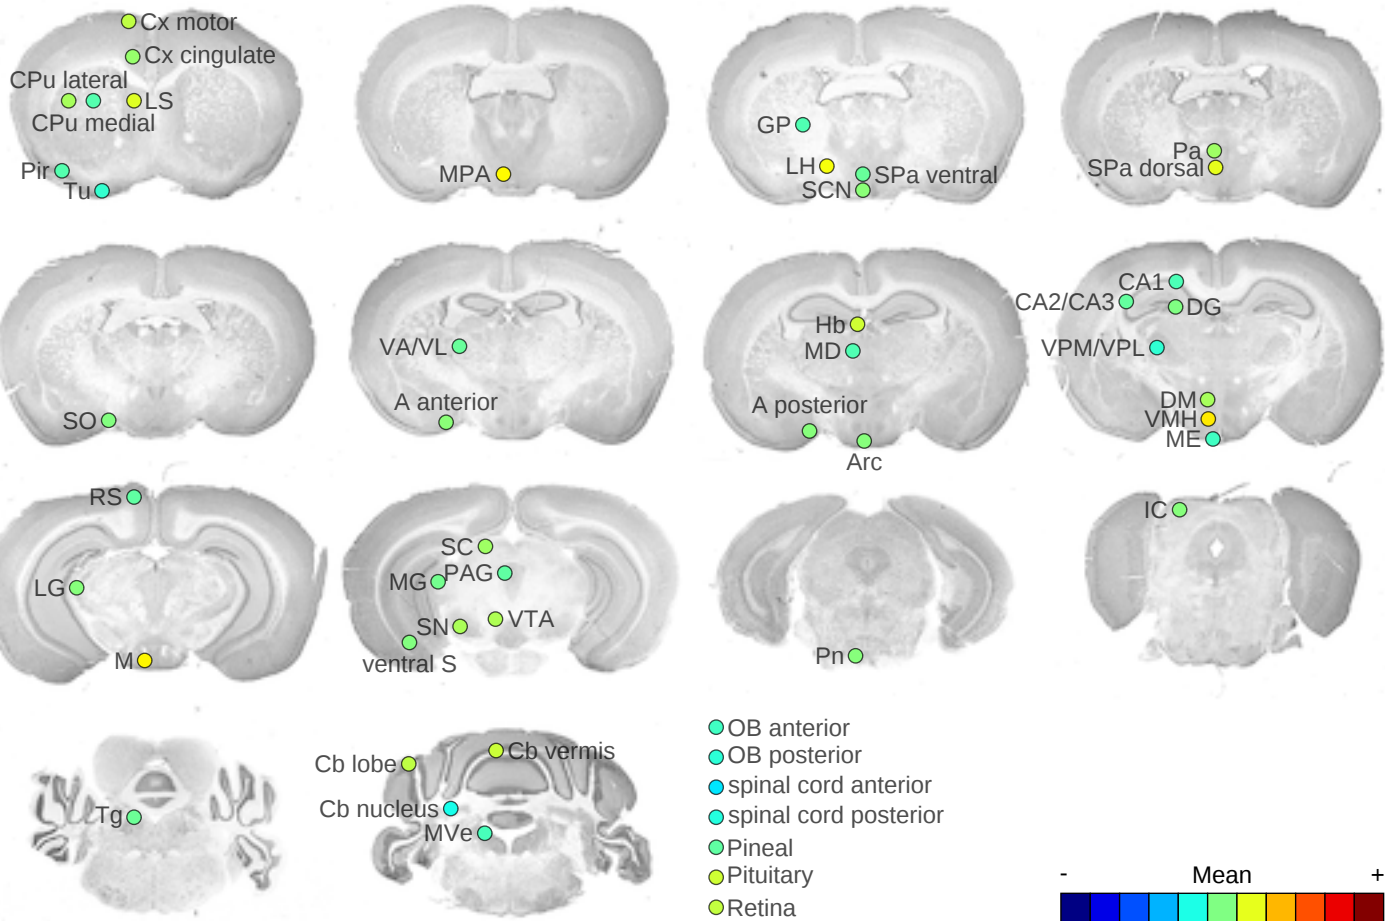 Cx motor
Cx cingulate
CPu lateral
LS
CPu medial
Pir
Tu
MPA
GP
LH
SPa ventral
SCN
Pa
SPa dorsal
SO
VA/VL
A anterior
Hb
MD
A posterior
Arc
CA1
CA2/CA3
DG
VPM/VPL
DM
VMH
ME
RS
LG
M
SC
MG
PAG
SN
VTA
ventral S
Pn
IC
Tg
Cb lobe
Cb vermis
Cb nucleus
MVe
OB anterior
OB posterior
spinal cord anterior
spinal cord posterior
Pineal
Pituitary
Retina
- Mean +